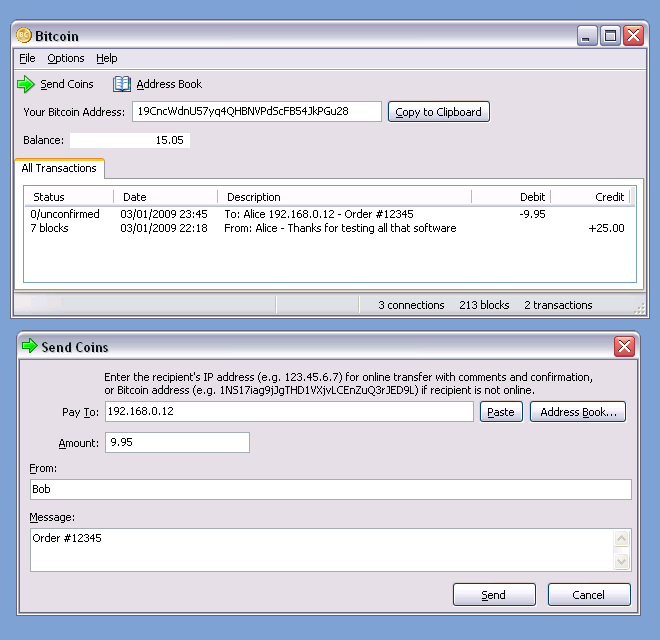 Bitcoin
File Options Help
Send Coins Address Book
Your Bitcoin Address: 19CncWdnU57yq4QHBNVPdScFB54JkPGu28 Copy to Clipboard
Balance: 15.05
All Transactions
Status Date Description Debit Credit
0/unconfirmed 03/01/2009 23:45 To: Alice 192.168.0.12 - Order #12345 -9.95
7 blocks 03/01/2009 22:18 From: Alice - Thanks for testing all that software +25.00
3 connections 213 blocks 2 transactions
Send Coins
Enter the recipient's IP address (e.g. 123.45.6.7) for online transfer with comments and confirmation,
or Bitcoin address (e.g. 1NS17iag9jJgTHD1VXjvLCEnZuQ3rJED9L) if recipient is not online.
Pay To: 192.168.0.12 Paste Address Book...
Amount: 9.95
From:
Bob
Message:
Order #12345
Send Cancel